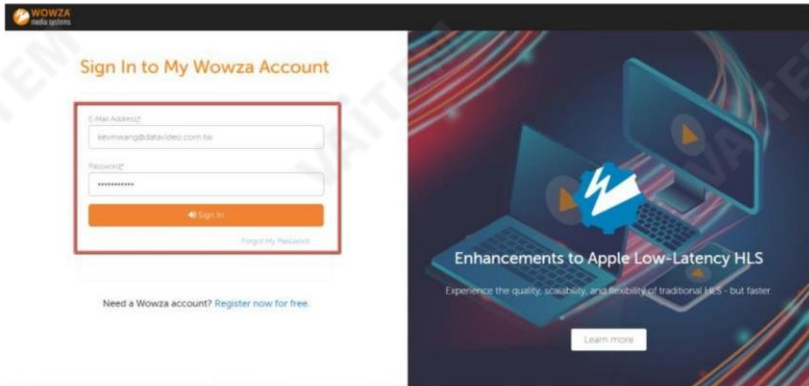 WOWZA
media systems
Sign In to My Wowza Account
E-Mail Address*
kevinwang@datavideo.com.tw
Password*
***********
Sign In
Forgot My Password
Need a Wowza account? Register now for free.
Enhancements to Apple Low-Latency HLS
Experience the quality, scalability, and flexibility of traditional HLS - but faster.
Learn more